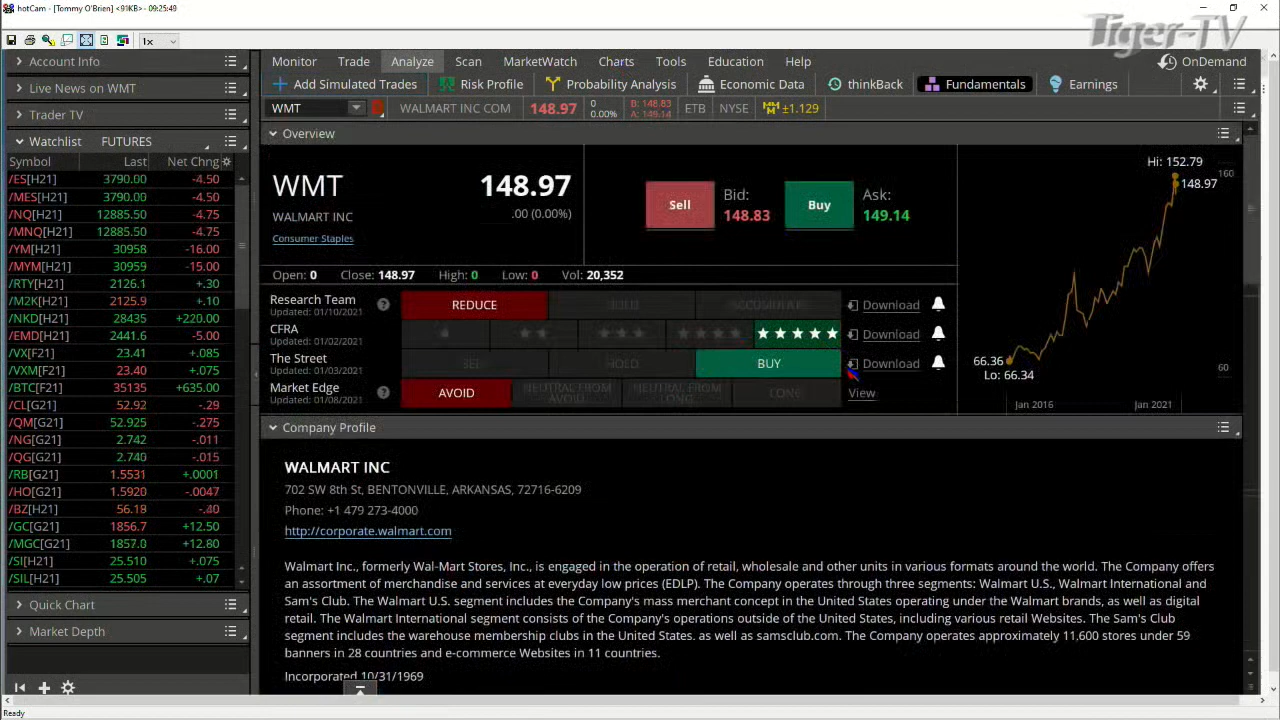 hotCam - [Tommy O'Brien] <91KB> - 09:25:49
Tiger-TV
1x
Account Info
Live News on WMT
Trader TV
Watchlist FUTURES
Symbol Last Net Chng
/ES[H21] 3790.00 -4.50
/MES[H21] 3790.00 -4.50
/NQ[H21] 12885.50 -4.75
/MNQ[H21] 12885.50 -4.75
/YM[H21] 30958 -16.00
/MYM[H21] 30959 -15.00
/RTY[H21] 2126.1 +.30
/M2K[H21] 2125.9 +.10
/NKD[H21] 28435 +220.00
/EMD[H21] 2441.6 -5.00
/VX[F21] 23.41 +.085
/VXM[F21] 23.40 +.075
/BTC[F21] 35135 +635.00
/CL[G21] 52.92 -.29
/QM[G21] 52.925 -.275
/NG[G21] 2.742 -.011
/QG[G21] 2.740 -.015
/RB[G21] 1.5531 +.0001
/HO[G21] 1.5920 -.0047
/BZ[H21] 56.18 -.40
/GC[G21] 1856.7 +12.50
/MGC[G21] 1857.0 +12.80
/SI[H21] 25.510 +.075
/SIL[H21] 25.505 +.07
Quick Chart
Market Depth
Monitor Trade Analyze Scan MarketWatch Charts Tools Education Help OnDemand
Add Simulated Trades Risk Profile Probability Analysis Economic Data thinkBack Fundamentals Earnings
WMT WALMART INC COM 148.97 0 0.00% B: 148.83 A: 149.14 ETB NYSE ±1.129
Overview
WMT 148.97
WALMART INC .00 (0.00%)
Consumer Staples
Sell Bid: 148.83 Buy Ask: 149.14
Open: 0 Close: 148.97 High: 0 Low: 0 Vol: 20,352
Research Team REDUCE HOLD ACCUMULATE Download
Updated: 01/10/2021
CFRA Download
Updated: 01/02/2021
The Street SELL HOLD BUY Download
Updated: 01/03/2021
Market Edge AVOID NEUTRAL FROM AVOID NEUTRAL FROM LONG LONG View
Updated: 01/08/2021
Hi: 152.79
160
148.97
66.36
Lo: 66.34
60
Jan 2016 Jan 2021
Company Profile
WALMART INC
702 SW 8th St, BENTONVILLE, ARKANSAS, 72716-6209
Phone: +1 479 273-4000
http://corporate.walmart.com
Walmart Inc., formerly Wal-Mart Stores, Inc., is engaged in the operation of retail, wholesale and other units in various formats around the world. The Company offers
an assortment of merchandise and services at everyday low prices (EDLP). The Company operates through three segments: Walmart U.S., Walmart International and
Sam's Club. The Walmart U.S. segment includes the Company's mass merchant concept in the United States operating under the Walmart brands, as well as digital
retail. The Walmart International segment consists of the Company's operations outside of the United States, including various retail Websites. The Sam's Club
segment includes the warehouse membership clubs in the United States. as well as samsclub.com. The Company operates approximately 11,600 stores under 59
banners in 28 countries and e-commerce Websites in 11 countries.
Incorporated 10/31/1969
Ready